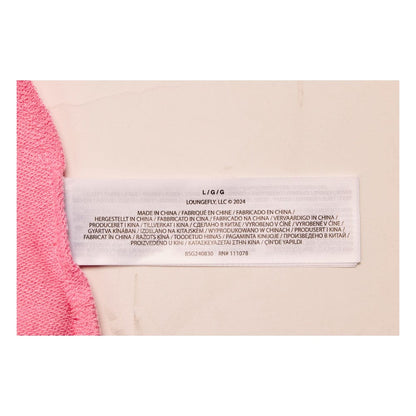 L / G / G
LOUNGEFLY, LLC © 2024
MADE IN CHINA / FABRIQUÉ EN CHINE / FABRICADO EN CHINA /
HERGESTELLT IN CHINA / FABBRICATO IN CINA / FABRICADO NA CHINA / VERVAARDIGD IN CHINA /
PRODUCERET I KINA / TILLVERKAT I KINA / VYROBENO V ČÍNĚ / VYROBENÉ V ČÍNE /
GYÁRTVA KÍNÁBAN / IZDELANO NA KITAJSKEM / WYPRODUKOWANO W CHINACH / PRODUSERT I KINA /
FABRICAT ÎN CHINA / RAŽOTS ĶĪNĀ / TOODETUD HIINAS / PAGAMINTA KINIJOJE / ПРОИЗВЕДЕНО В КИТАЙ /
PROIZVEDENO U KINI / ΚΑΤΑΣΚΕΥΑΖΕΤΑΙ ΣΤΗΝ ΚΙΝΑ / ÇİN'DE YAPILDI
BSG240830 RN# 111078